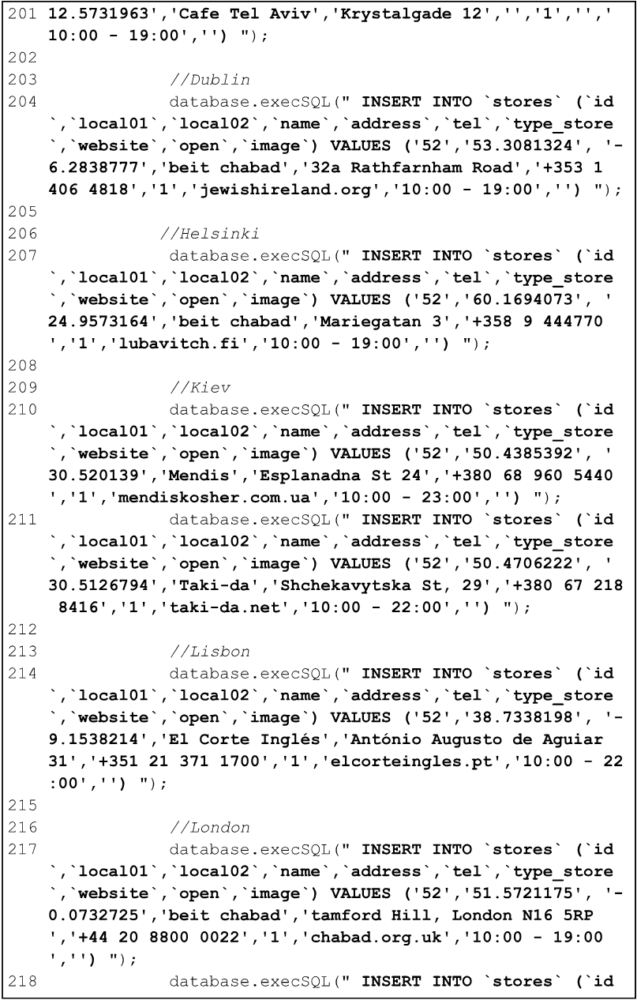 201 12.5731963','Cafe Tel Aviv','Krystalgade 12','','1','','
10:00 - 19:00','') ");
202
203 //Dublin
204 database.execSQL(" INSERT INTO `stores` (`id
`,`local01`,`local02`,`name`,`address`,`tel`,`type_store
`,`website`,`open`,`image`) VALUES ('52','53.3081324', '-
6.2838777','beit chabad','32a Rathfarnham Road','+353 1
406 4818','1','jewishireland.org','10:00 - 19:00','') ");
205
206 //Helsinki
207 database.execSQL(" INSERT INTO `stores` (`id
`,`local01`,`local02`,`name`,`address`,`tel`,`type_store
`,`website`,`open`,`image`) VALUES ('52','60.1694073', '
24.9573164','beit chabad','Mariegatan 3','+358 9 444770
','1','lubavitch.fi','10:00 - 19:00','') ");
208
209 //Kiev
210 database.execSQL(" INSERT INTO `stores` (`id
`,`local01`,`local02`,`name`,`address`,`tel`,`type_store
`,`website`,`open`,`image`) VALUES ('52','50.4385392', '
30.520139','Mendis','Esplanadna St 24','+380 68 960 5440
','1','mendiskosher.com.ua','10:00 - 23:00','') ");
211 database.execSQL(" INSERT INTO `stores` (`id
`,`local01`,`local02`,`name`,`address`,`tel`,`type_store
`,`website`,`open`,`image`) VALUES ('52','50.4706222', '
30.5126794','Taki-da','Shchekavytska St, 29','+380 67 218
8416','1','taki-da.net','10:00 - 22:00','') ");
212
213 //Lisbon
214 database.execSQL(" INSERT INTO `stores` (`id
`,`local01`,`local02`,`name`,`address`,`tel`,`type_store
`,`website`,`open`,`image`) VALUES ('52','38.7338198', '-
9.1538214','El Corte Inglés','António Augusto de Aguiar
31','+351 21 371 1700','1','elcorteingles.pt','10:00 - 22
:00','') ");
215
216 //London
217 database.execSQL(" INSERT INTO `stores` (`id
`,`local01`,`local02`,`name`,`address`,`tel`,`type_store
`,`website`,`open`,`image`) VALUES ('52','51.5721175', '-
0.0732725','beit chabad','tamford Hill, London N16 5RP
','+44 20 8800 0022','1','chabad.org.uk','10:00 - 19:00
','') ");
218 database.execSQL(" INSERT INTO `stores` (`id